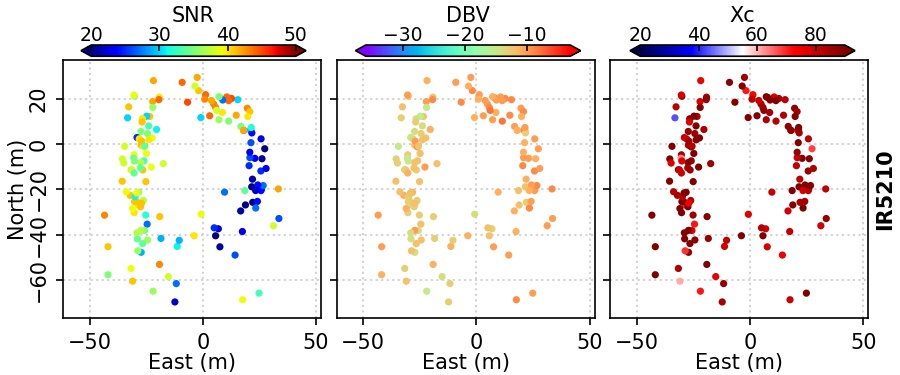 SNR DBV Xc
20 30 40 50 −30 −20 −10 20 40 60 80
North (m)
20
0
−20
−40
−60
−50 0 50 −50 0 50 −50 0 50
East (m) East (m) East (m)
IR5210